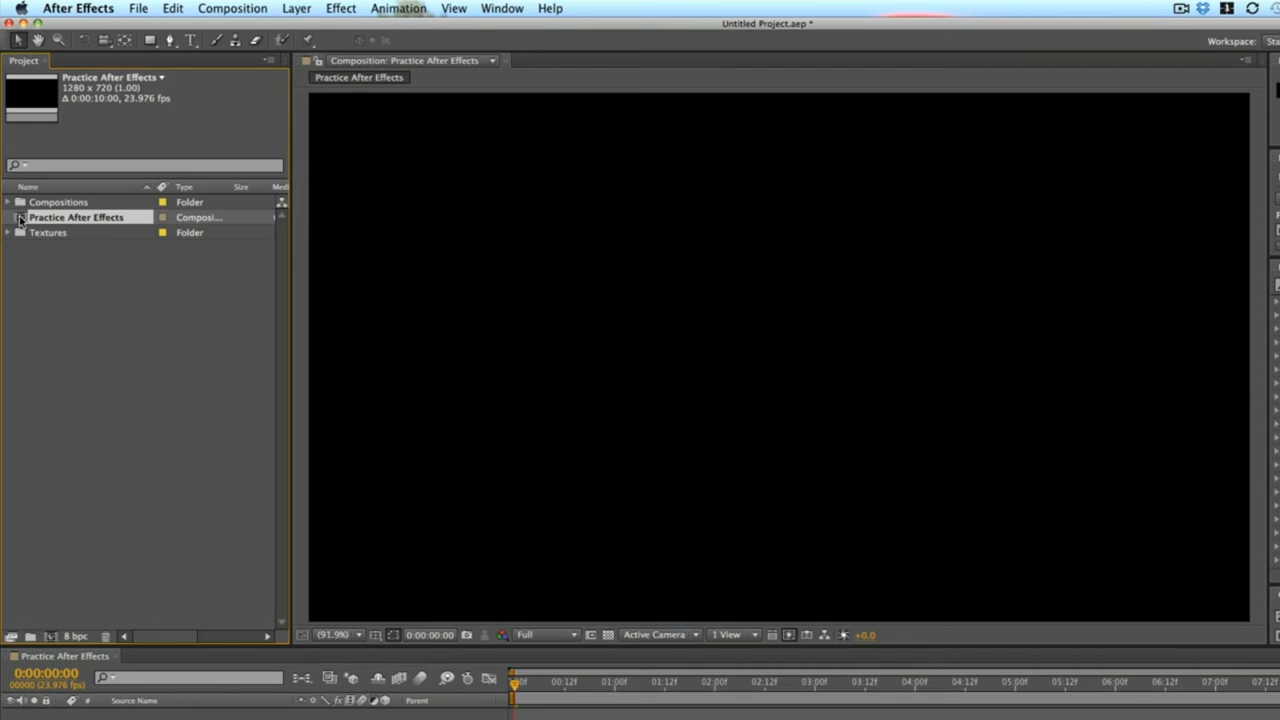 After Effects File Edit Composition Layer Effect Animation View Window Help
Untitled Project.aep *
Workspace:
Project
Composition: Practice After Effects
Practice After Effects
1280 x 720 (1.00)
Δ 0:00:10:00, 23.976 fps
Practice After Effects
Name Type Size Medi
Compositions Folder
Practice After Effects Composi...
Textures Folder
8 bpc
(91.9%) 0:00:00:00 Full Active Camera 1 View +0.0
Practice After Effects
0:00:00:00
00000 (23.976 fps)
00:12f 01:00f 01:12f 02:00f 02:12f 03:00f 03:12f 04:00f 04:12f 05:00f 05:12f 06:00f 06:12f 07:00f 07:12f
# Source Name Parent